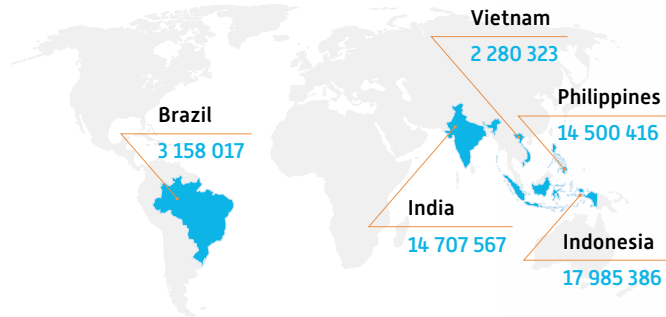 Vietnam
2 280 323
Philippines
14 500 416
Brazil
3 158 017
India
14 707 567
Indonesia
17 985 386